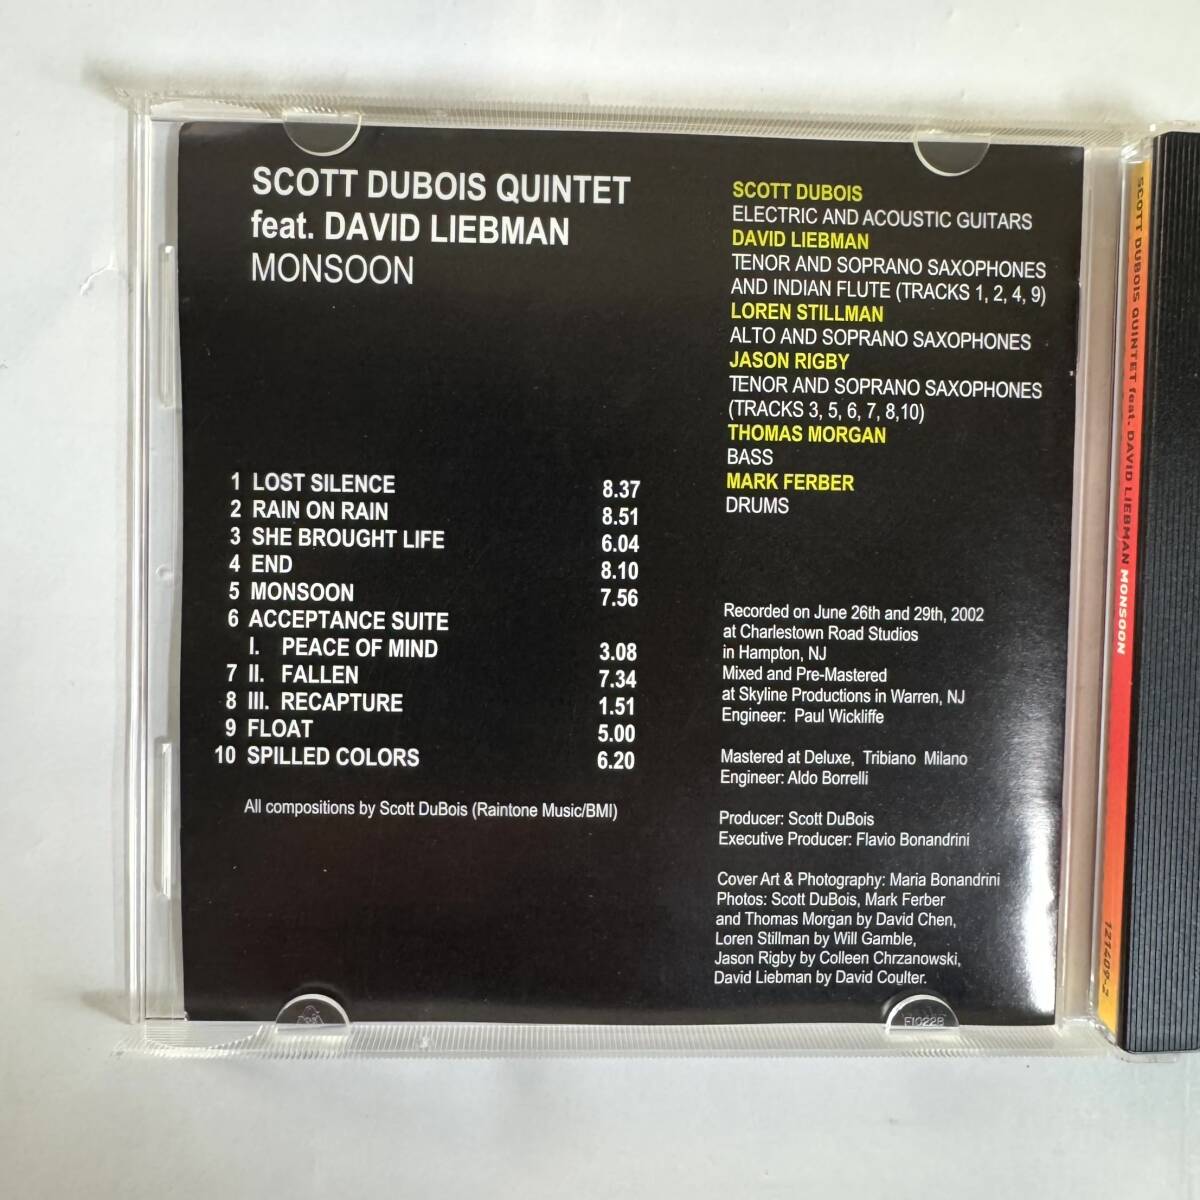 SCOTT DUBOIS QUINTET
feat. DAVID LIEBMAN
MONSOON
1 LOST SILENCE 8.37
2 RAIN ON RAIN 8.51
3 SHE BROUGHT LIFE 6.04
4 END 8.10
5 MONSOON 7.56
6 ACCEPTANCE SUITE
I. PEACE OF MIND 3.08
7 II. FALLEN 7.34
8 III. RECAPTURE 1.51
9 FLOAT 5.00
10 SPILLED COLORS 6.20
All compositions by Scott DuBois (Raintone Music/BMI)
SCOTT DUBOIS
ELECTRIC AND ACOUSTIC GUITARS
DAVID LIEBMAN
TENOR AND SOPRANO SAXOPHONES
AND INDIAN FLUTE (TRACKS 1, 2, 4, 9)
LOREN STILLMAN
ALTO AND SOPRANO SAXOPHONES
JASON RIGBY
TENOR AND SOPRANO SAXOPHONES
(TRACKS 3, 5, 6, 7, 8,10)
THOMAS MORGAN
BASS
MARK FERBER
DRUMS
Recorded on June 26th and 29th, 2002
at Charlestown Road Studios
in Hampton, NJ
Mixed and Pre-Mastered
at Skyline Productions in Warren, NJ
Engineer: Paul Wickliffe
Mastered at Deluxe, Tribiano Milano
Engineer: Aldo Borrelli
Producer: Scott DuBois
Executive Producer: Flavio Bonandrini
Cover Art & Photography: Maria Bonandrini
Photos: Scott DuBois, Mark Ferber
and Thomas Morgan by David Chen,
Loren Stillman by Will Gamble,
Jason Rigby by Colleen Chrzanowski,
David Liebman by David Coulter.
SCOTT DUBOIS QUINTET feat. DAVID LIEBMAN MONSOON
121409-2